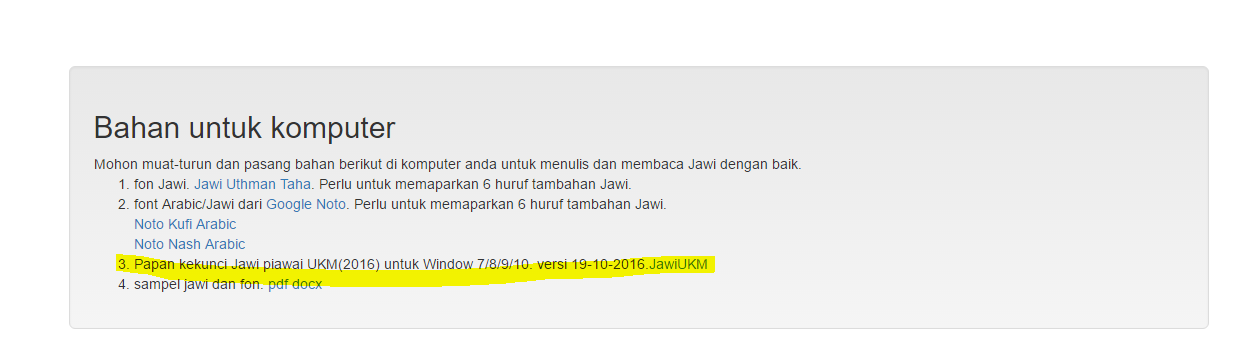 Bahan untuk komputer
Mohon muat-turun dan pasang bahan berikut di komputer anda untuk menulis dan membaca Jawi dengan baik.
1. fon Jawi. Jawi Uthman Taha. Perlu untuk memaparkan 6 huruf tambahan Jawi.
2. font Arabic/Jawi dari Google Noto. Perlu untuk memaparkan 6 huruf tambahan Jawi.
Noto Kufi Arabic
Noto Nash Arabic
3. Papan kekunci Jawi piawai UKM(2016) untuk Window 7/8/9/10. versi 19-10-2016.JawiUKM
4. sampel jawi dan fon. pdf docx